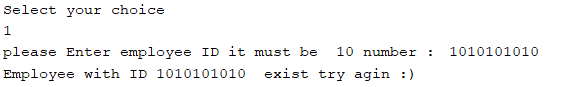 Select your choice
1
please Enter employee ID it must be  10 number :  1010101010
Employee with ID 1010101010  exist try agin :)